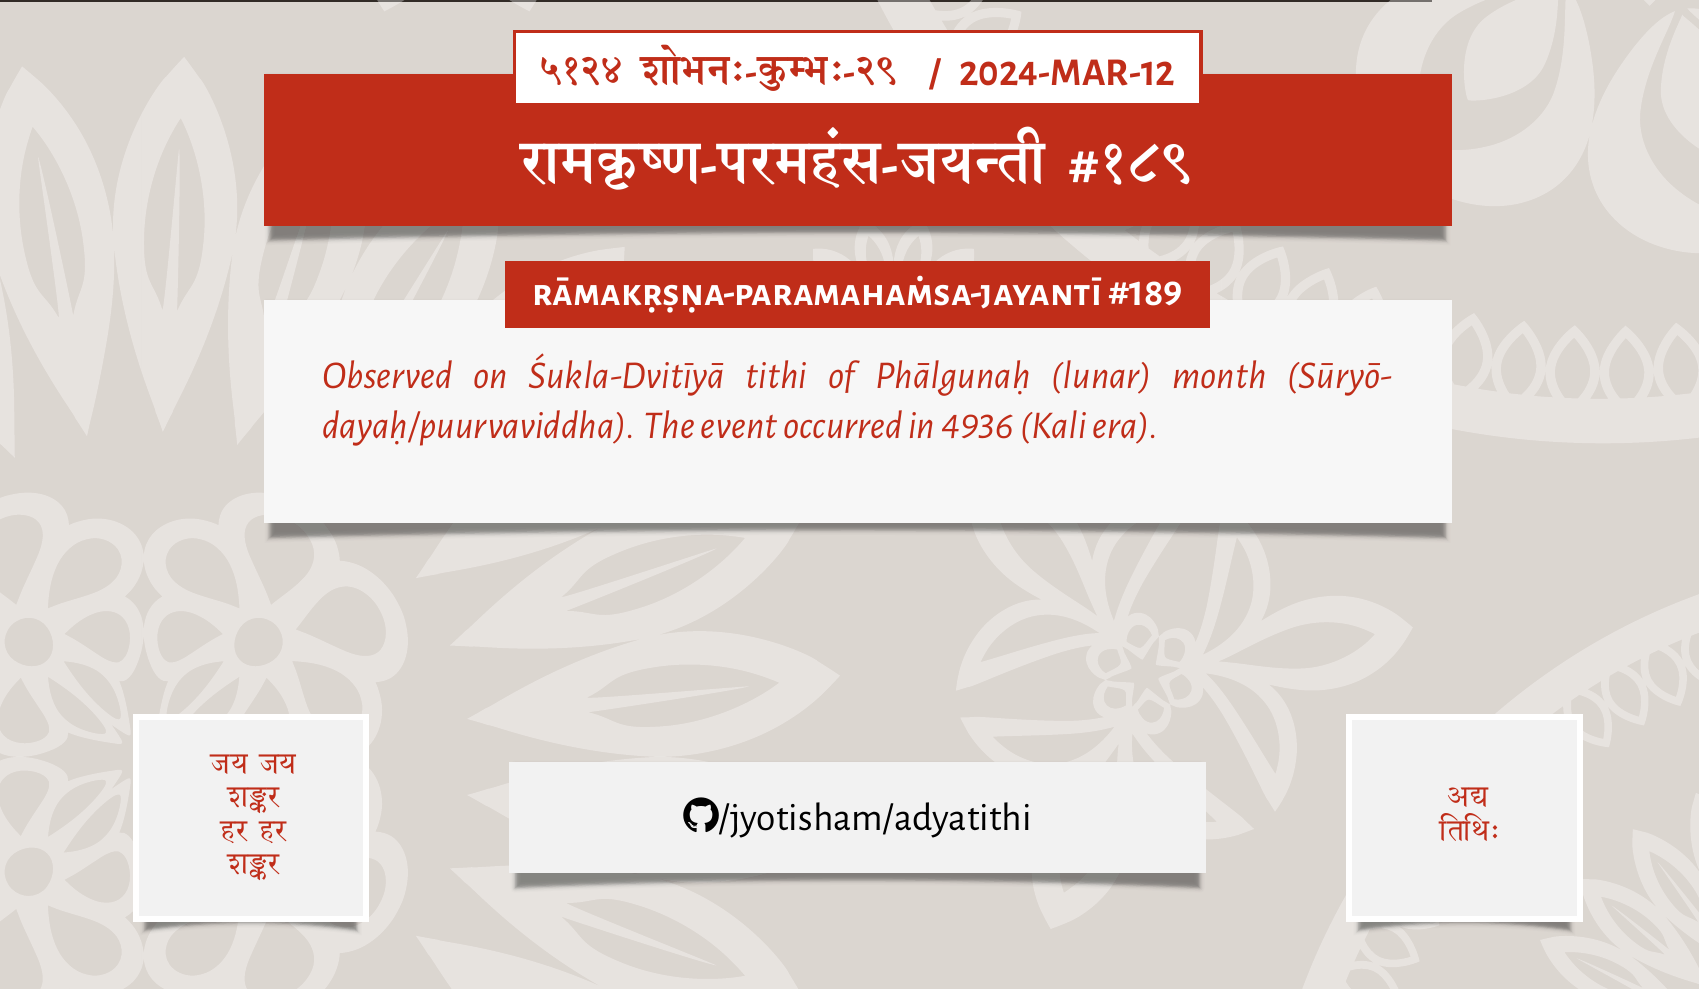 ५१२४ शोभनः-कुम्भः-२९ / 2024-MAR-12
रामकृष्ण-परमहंस-जयन्ती #१८९
RĀMAKṚṢṆA-PARAMAHAṀSA-JAYANTĪ #189
Observed on Śukla-Dvitīyā tithi of Phālgunaḥ (lunar) month (Sūryō-
dayaḥ/puurvaviddha). The event occurred in 4936 (Kali era).
जय जय
शङ्कर
हर हर
शङ्कर
/jyotisham/adyatithi
अद्य
तिथिः